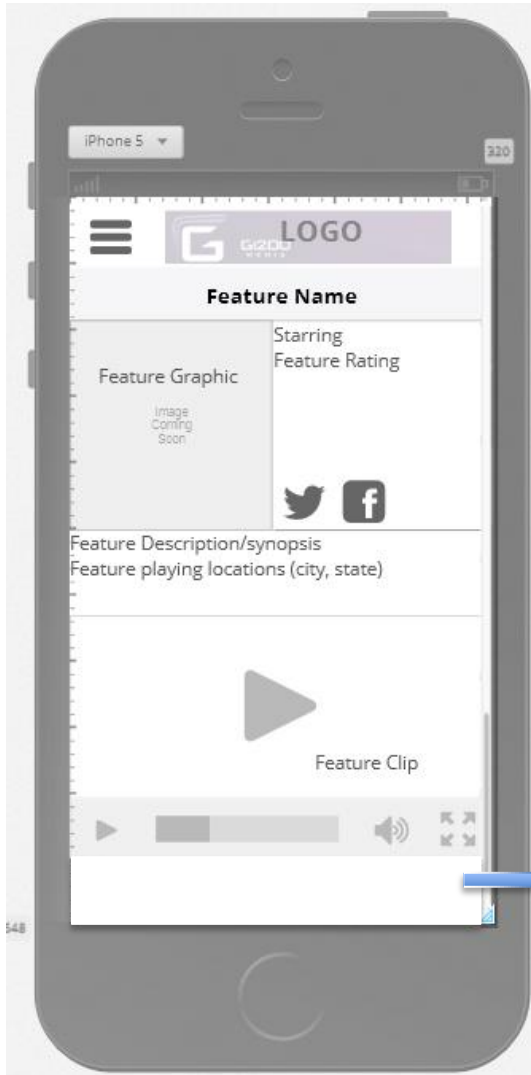 iPhone 5
320
LOGO
Feature Name
Starring
Feature Rating
Feature Graphic
Image
Coming
Soon
Feature Description/synopsis
Feature playing locations (city, state)
Feature Clip